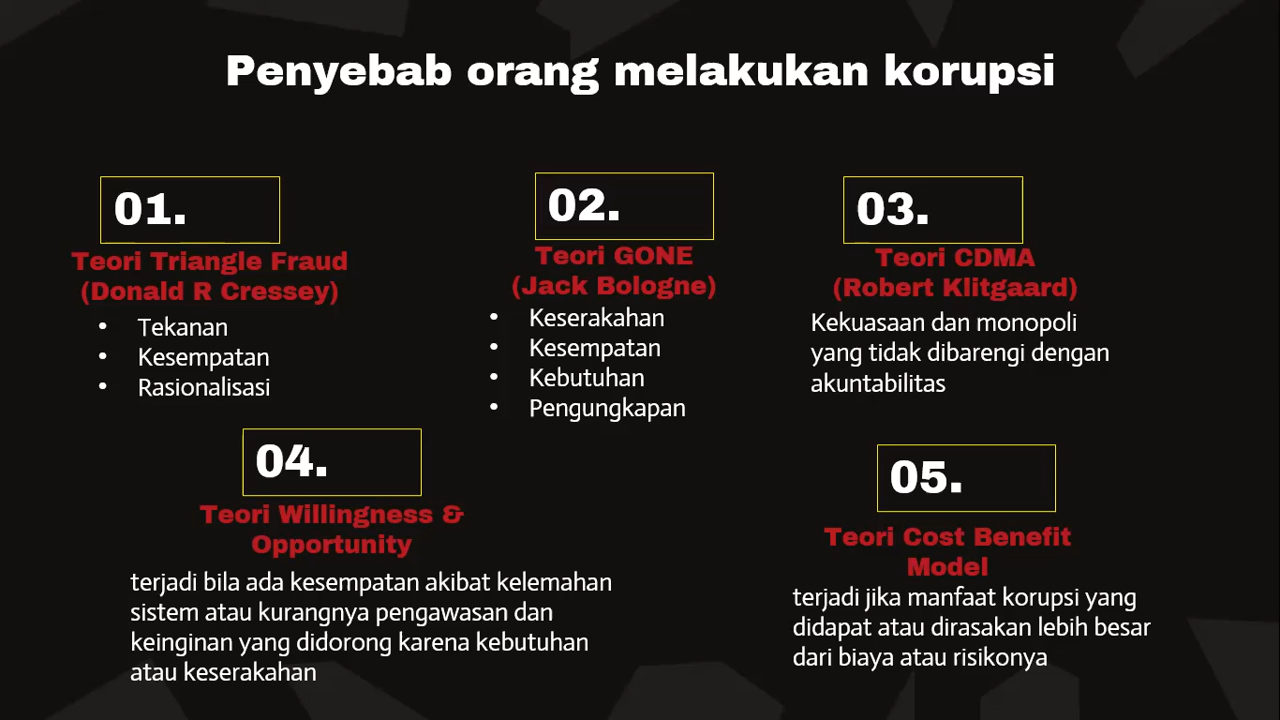 Penyebab orang melakukan korupsi
01.
Teori Triangle Fraud
(Donald R Cressey)
• Tekanan
• Kesempatan
• Rasionalisasi
02.
Teori GONE
(Jack Bologne)
• Keserakahan
• Kesempatan
• Kebutuhan
• Pengungkapan
03.
Teori CDMA
(Robert Klitgaard)
Kekuasaan dan monopoli
yang tidak dibarengi dengan
akuntabilitas
04.
Teori Willingness &
Opportunity
terjadi bila ada kesempatan akibat kelemahan
sistem atau kurangnya pengawasan dan
keinginan yang didorong karena kebutuhan
atau keserakahan
05.
Teori Cost Benefit
Model
terjadi jika manfaat korupsi yang
didapat atau dirasakan lebih besar
dari biaya atau risikonya